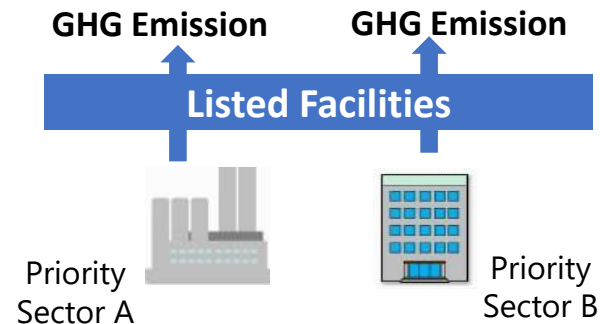 GHG Emission GHG Emission
Listed Facilities
Priority
Sector A
Priority
Sector B